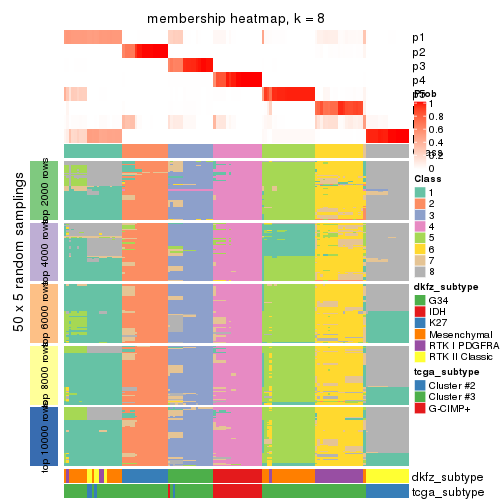 membership heatmap, k = 8
p1
p2
p3
p4
Prob
1
0.8
0.6
0.4
0.2
0
Class
1
2
3
4
5
6
7
8
dkfz_subtype
G34
IDH
K27
Mesenchymal
RTK I PDGFRA
RTK II Classic
tcga_subtype
Cluster #2
Cluster #3
G-CIMP+
50 x 5 random samplings
top 2000 rows
top 4000 rows
top 6000 rows
top 8000 rows
top 10000 rows
dkfz_subtype
tcga_subtype